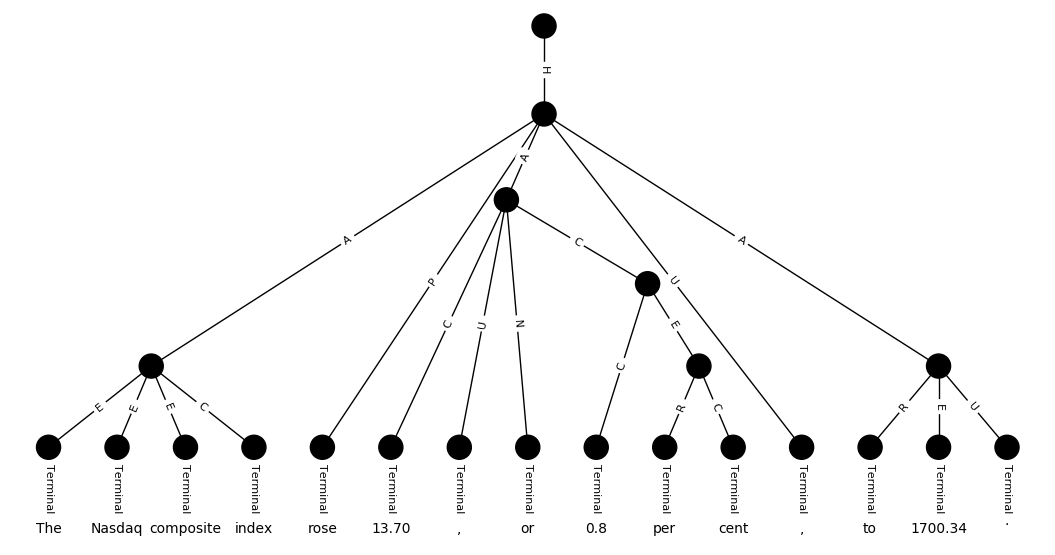 H
A
A
P
C
U
A
U
C
N
E
C
E
E
E
C
R
C
R
E
U
Terminal Terminal Terminal Terminal Terminal Terminal Terminal Terminal Terminal Terminal Terminal Terminal Terminal Terminal Terminal
The Nasdaq composite index rose 13.70 , or 0.8 per cent , to 1700.34 .